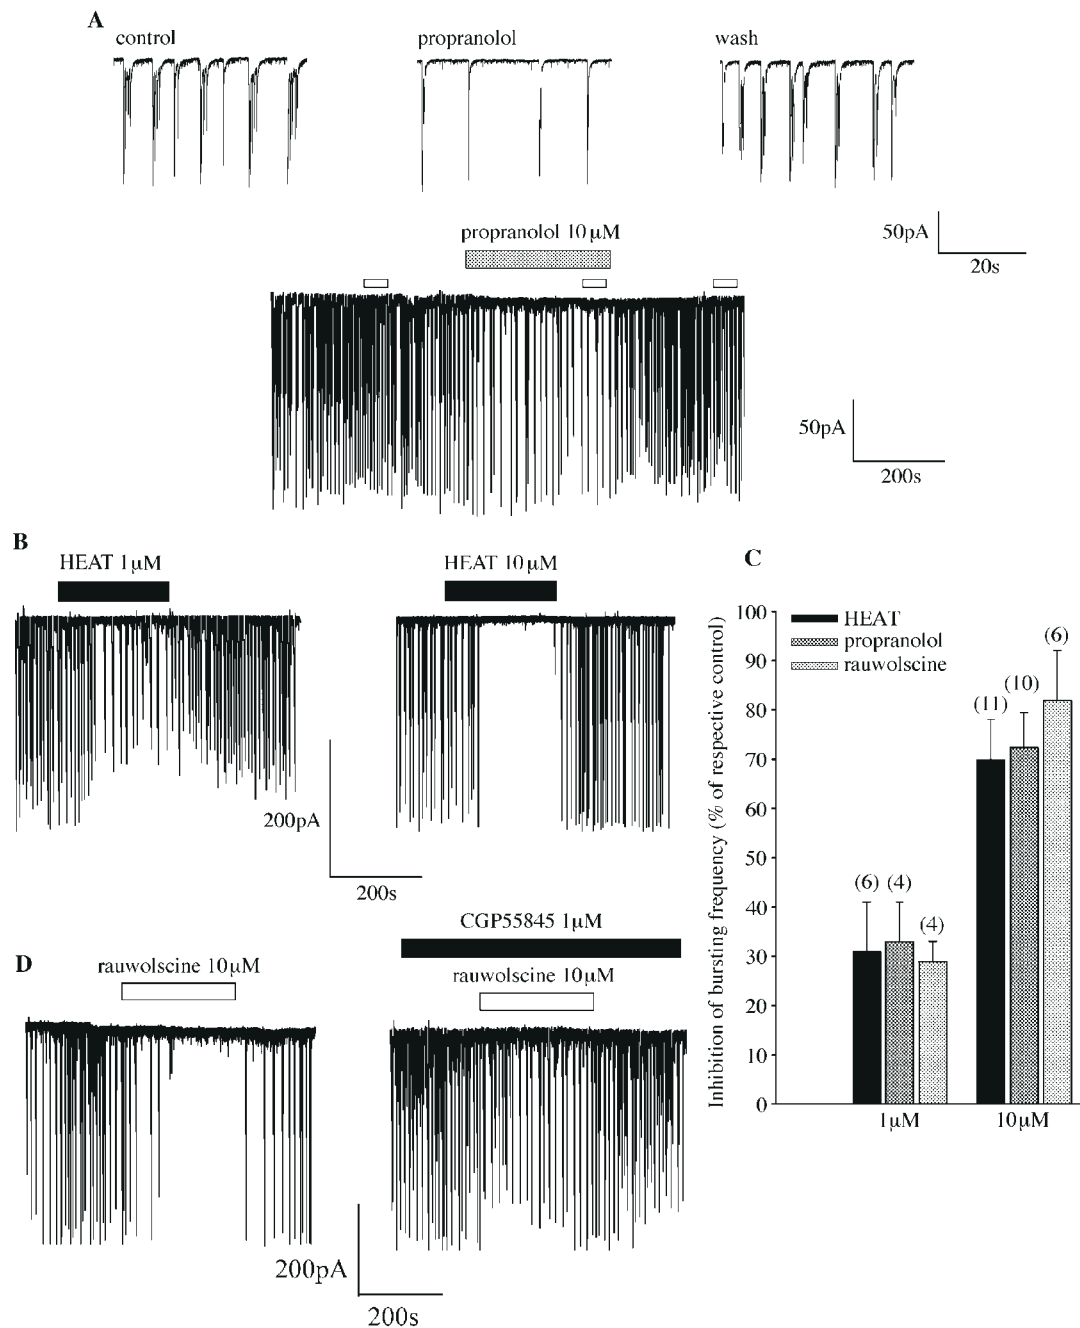 A
control
propranolol
wash
50pA
20s
propranolol 10 µM
50pA
200s
B
HEAT 1µM
HEAT 10µM
200pA
200s
C
Inhibition of bursting frequency (% of respective control)
100
90
80
70
60
50
40
30
20
10
0
HEAT
propranolol
rauwolscine
(6)
(4)
(4)
(11)
(10)
(6)
1µM
10µM
D
rauwolscine 10µM
CGP55845 1µM
rauwolscine 10µM
200pA
200s